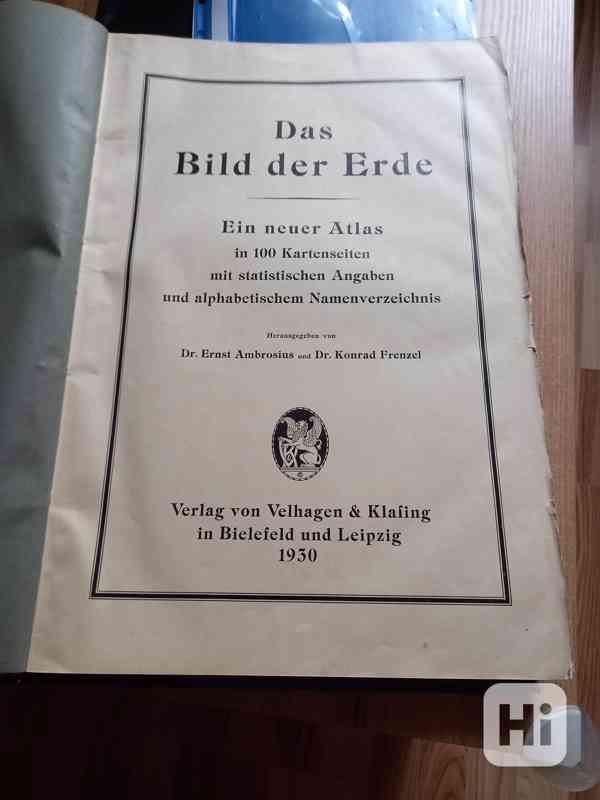 Das
Bild der Erde
Ein neuer Atlas
in 100 Kartenseiten
mit statistischen Angaben
und alphabetischem Namenverzeichnis
Herausgegeben von
Dr. Ernst Ambrosius und Dr. Konrad Frenzel
Verlag von Velhagen & Klaſing
in Bielefeld und Leipzig
1930
Hi